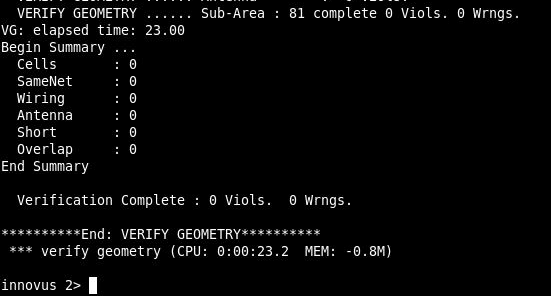 VERIFY GEOMETRY ...... Sub-Area : 81 complete 0 Viols. 0 Wrngs.
VG: elapsed time: 23.00
Begin Summary ...
Cells : 0
SameNet : 0
Wiring : 0
Antenna : 0
Short : 0
Overlap : 0
End Summary
Verification Complete : 0 Viols. 0 Wrngs.
**********End: VERIFY GEOMETRY**********
*** verify geometry (CPU: 0:00:23.2 MEM: -0.8M)
innovus 2>